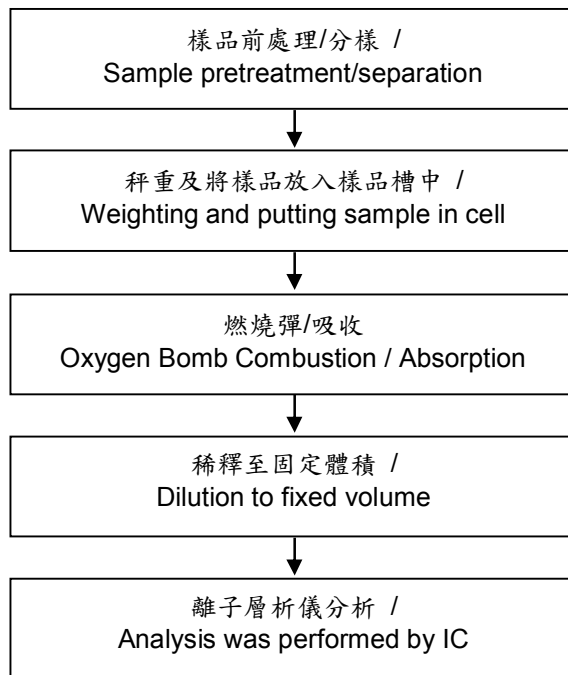 樣品前處理/分樣 /
Sample pretreatment/separation
秤重及將樣品放入樣品槽中 /
Weighting and putting sample in cell
燃燒彈/吸收
Oxygen Bomb Combustion / Absorption
稀釋至固定體積 /
Dilution to fixed volume
離子層析儀分析 /
Analysis was performed by IC